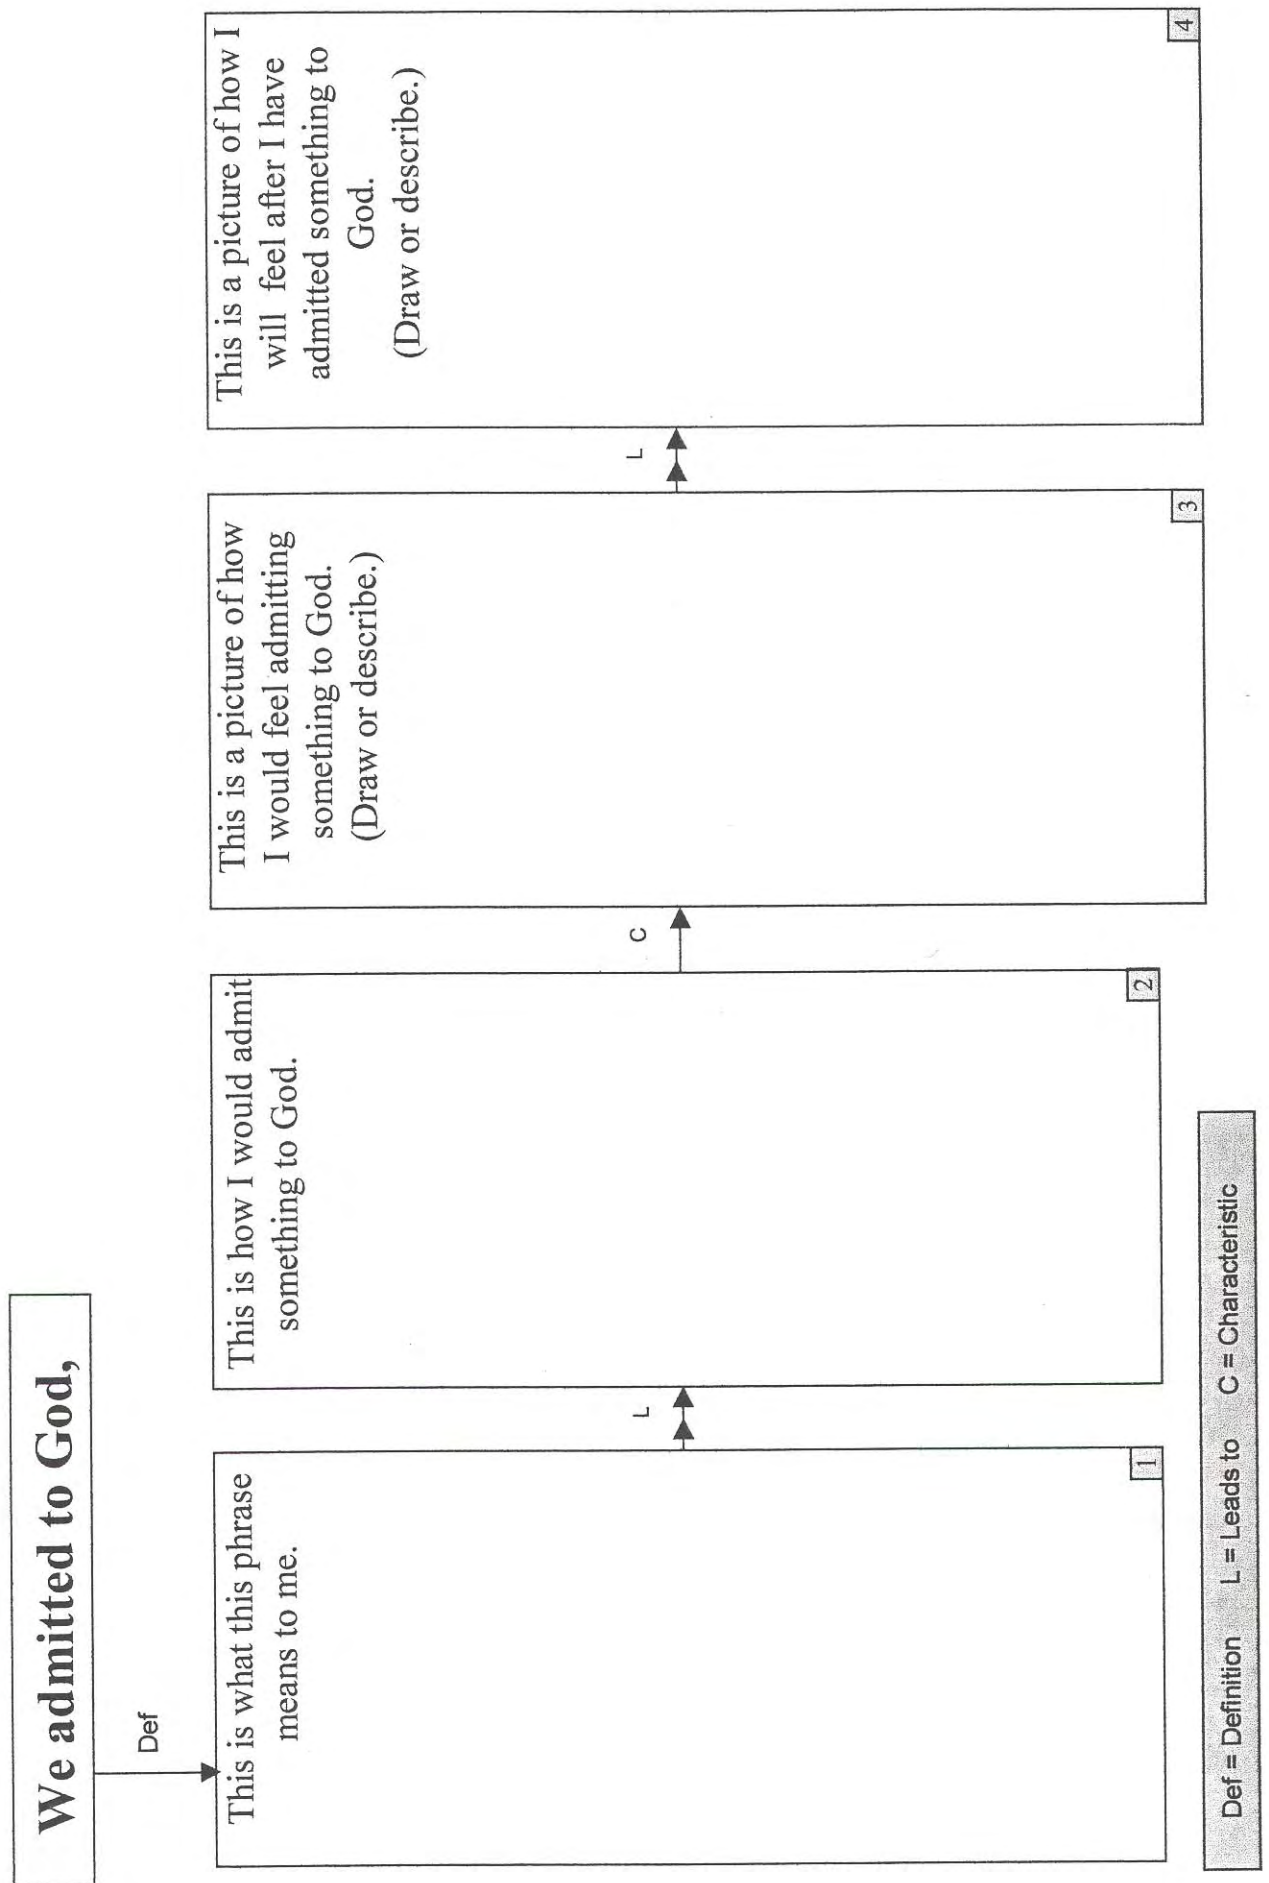 We admitted to God,
Def
This is what this phrase
means to me.
1
L
This is how I would admit
something to God.
2
C
This is a picture of how
I would feel admitting
something to God.
(Draw or describe.)
3
L
This is a picture of how I
will feel after I have
admitted something to
God.
(Draw or describe.)
4
Def = Definition L = Leads to C = Characteristic